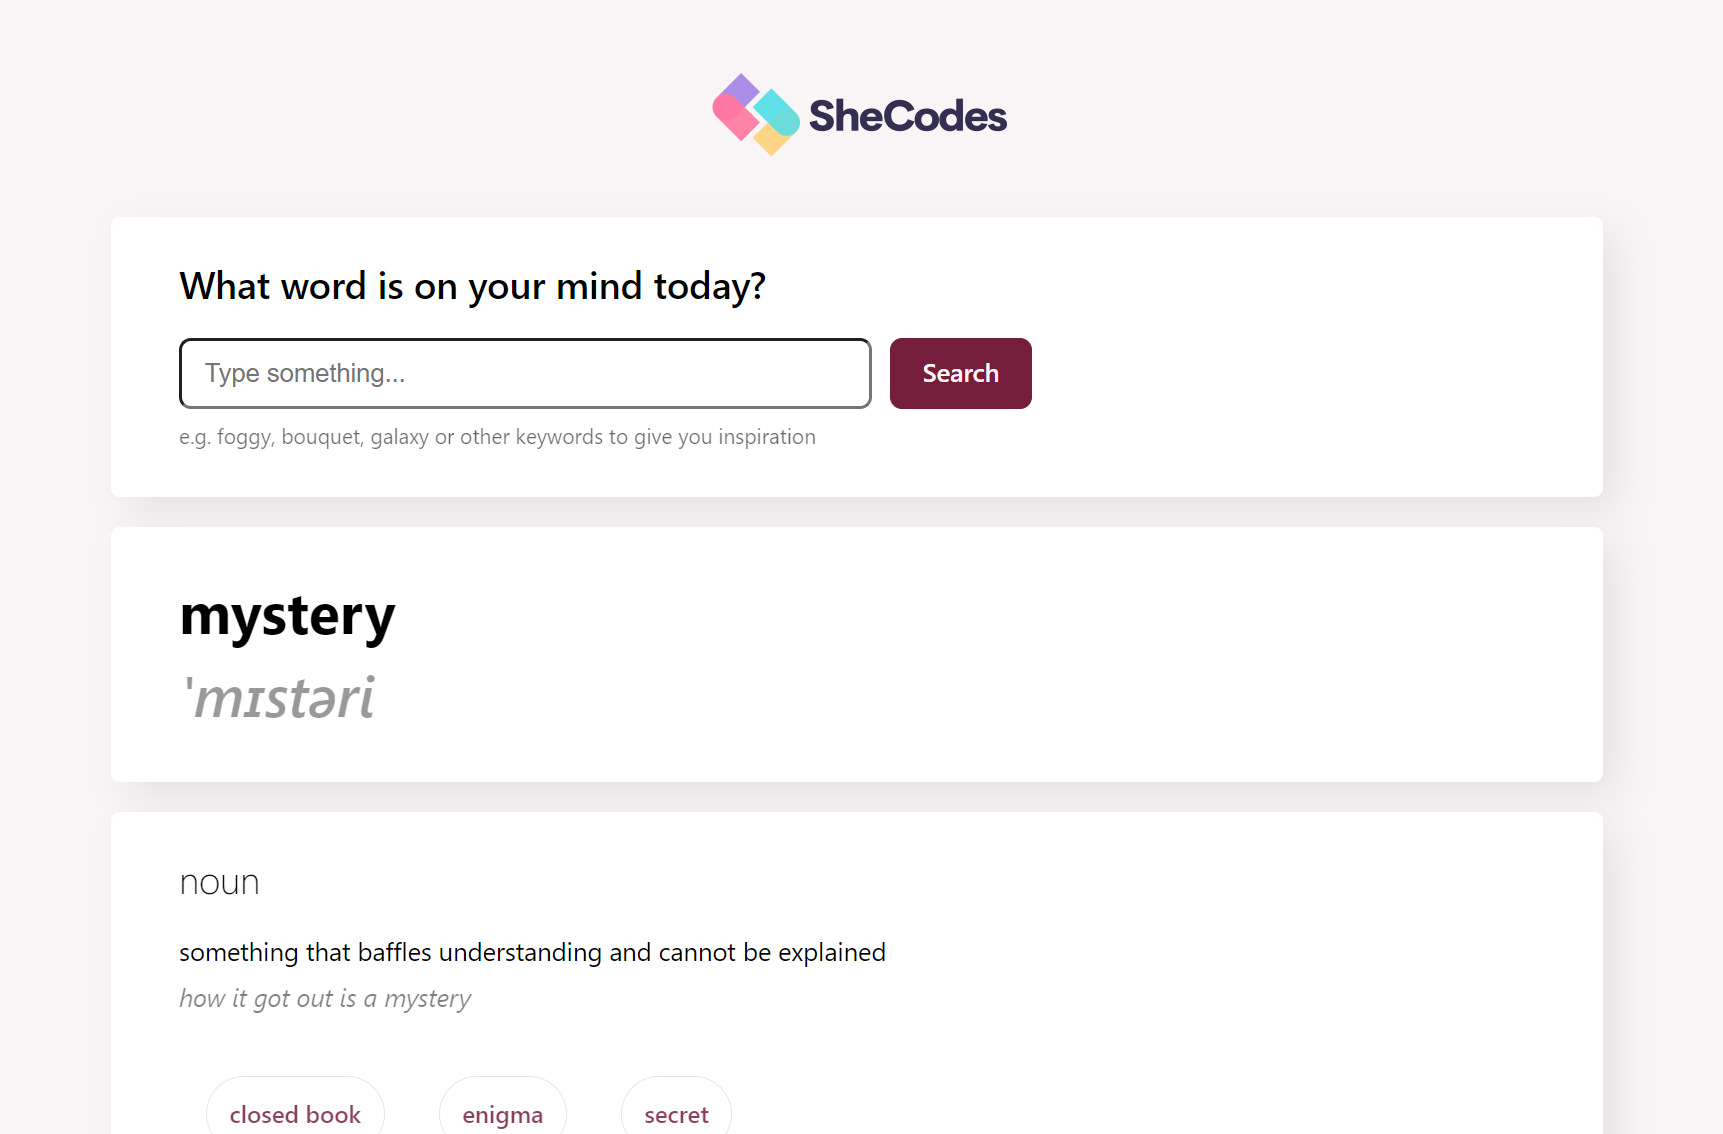 SheCodes
What word is on your mind today?
Type something...
Search
e.g. foggy, bouquet, galaxy or other keywords to give you inspiration
mystery
'mɪstəri
noun
something that baffles understanding and cannot be explained
how it got out is a mystery
closed book
enigma
secret